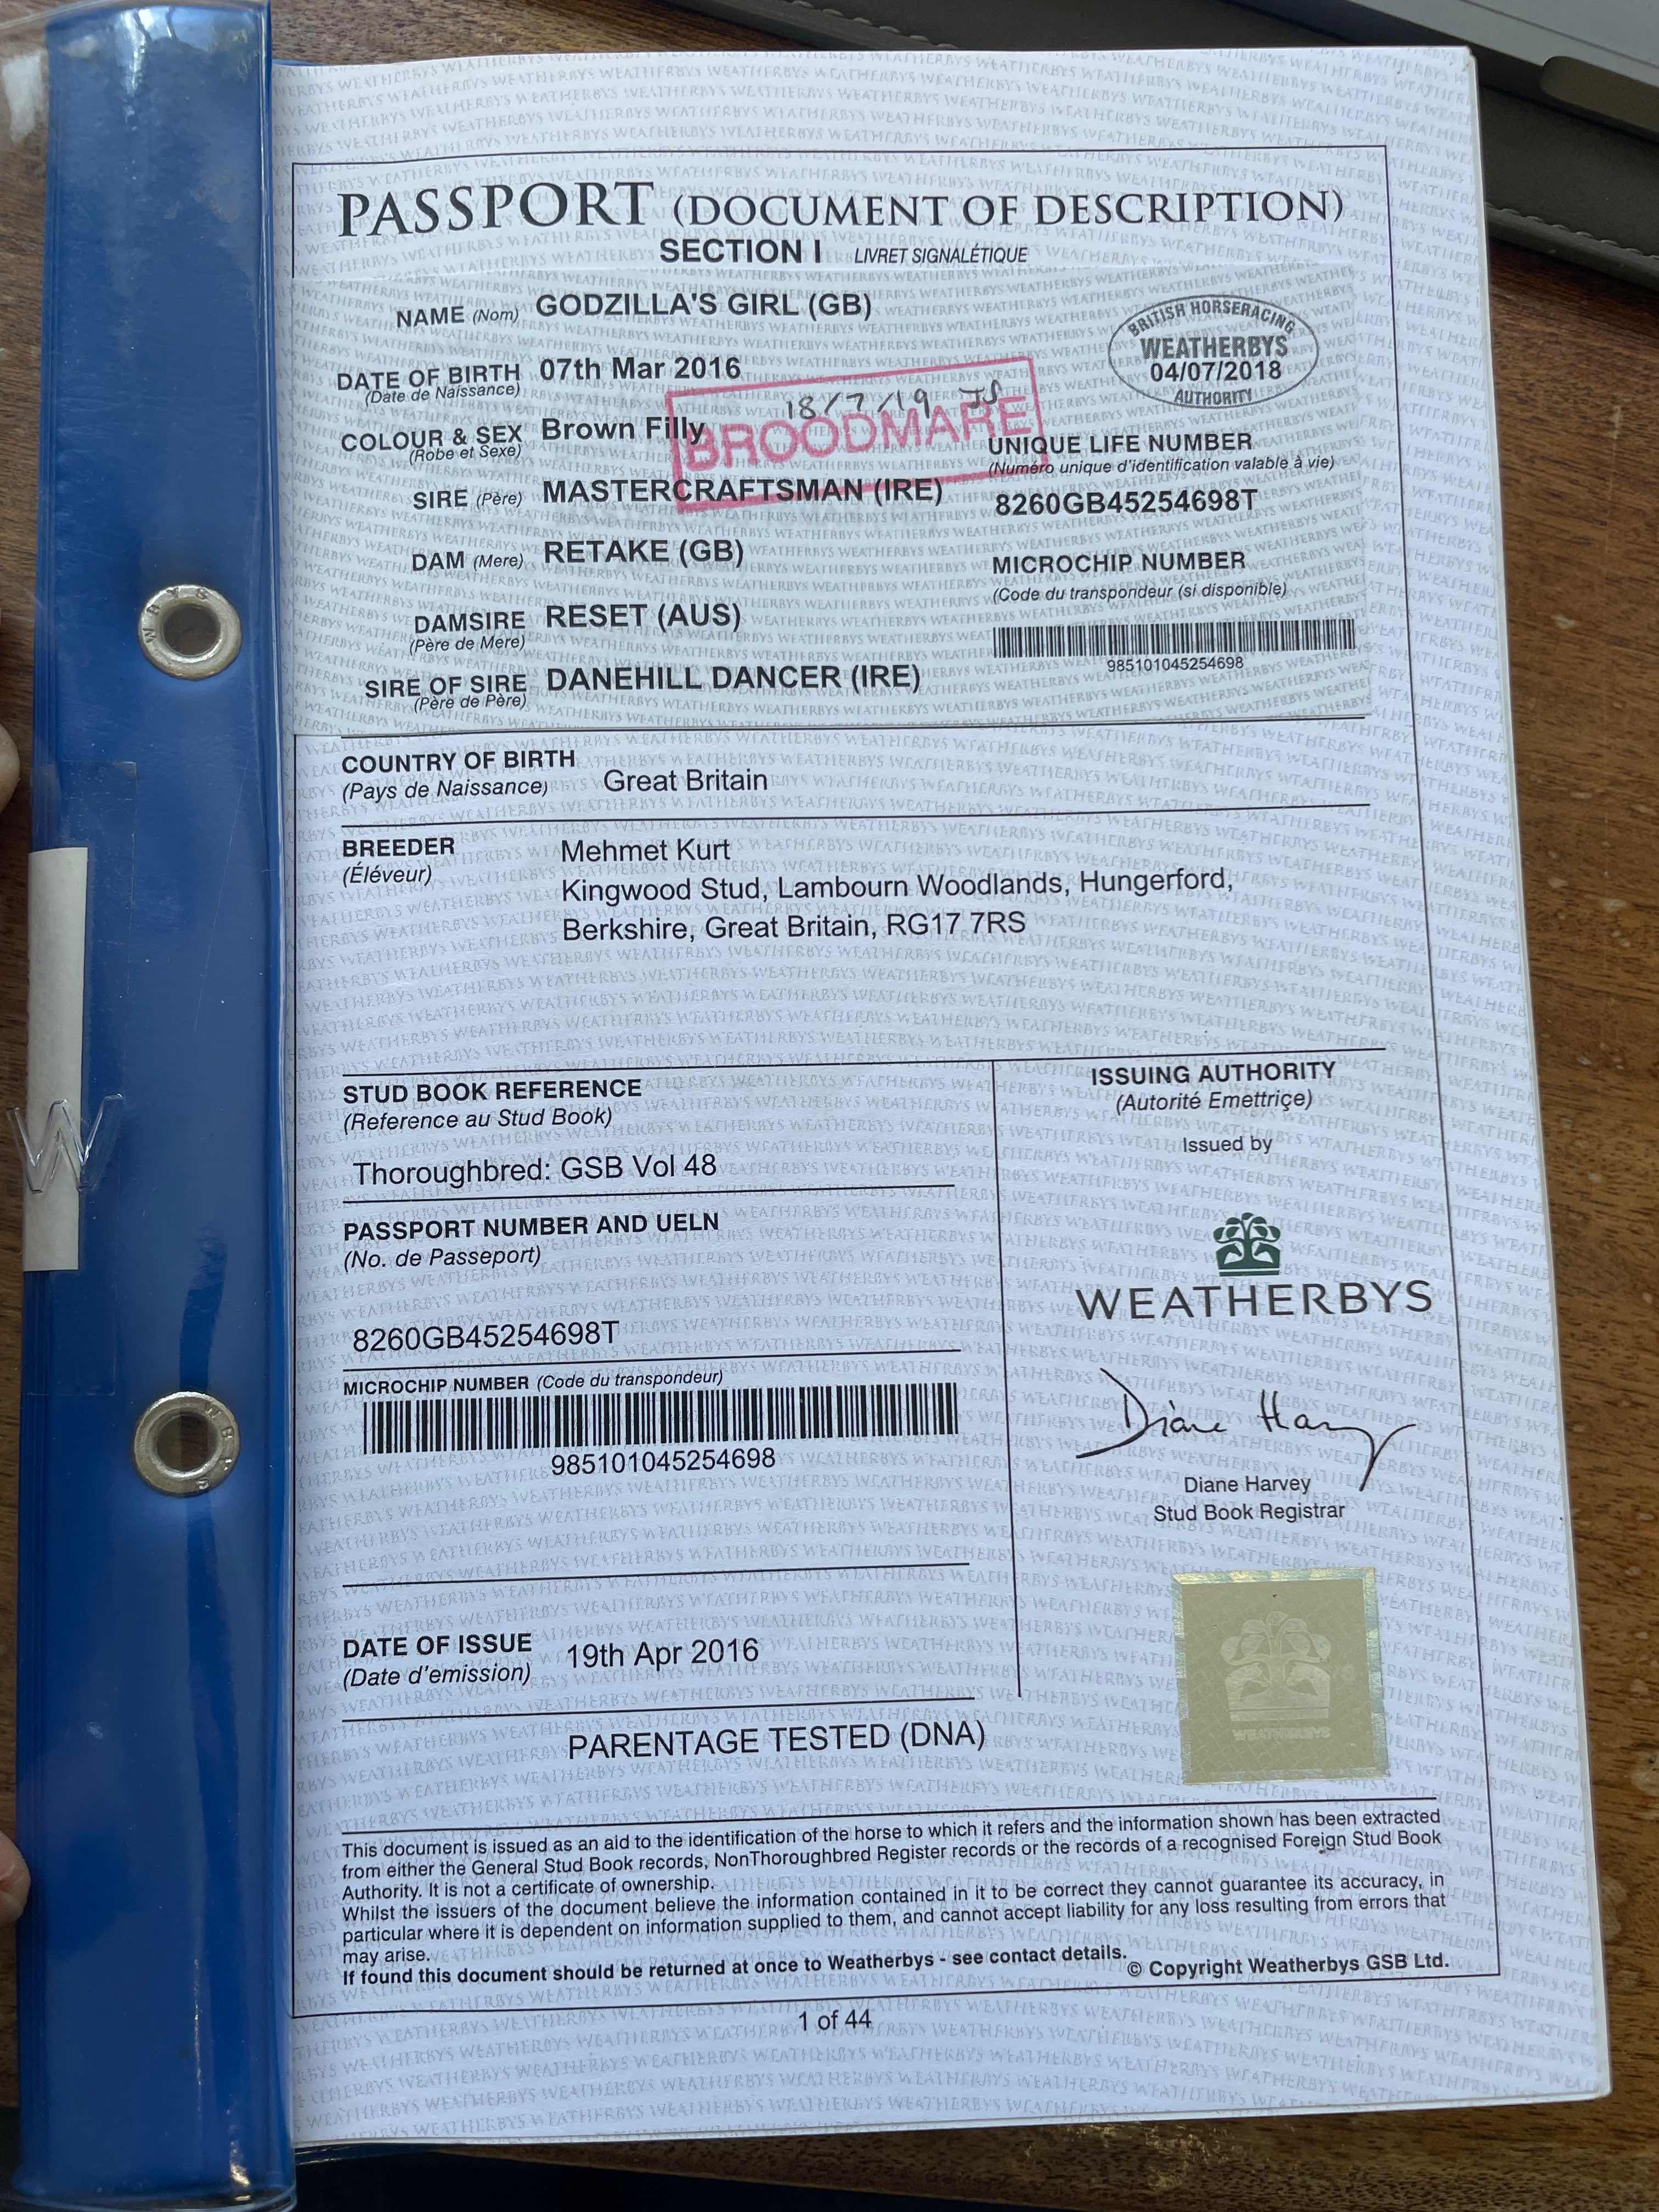 PASSPORT (DOCUMENT OF DESCRIPTION)
SECTION I LIVRET SIGNALÉTIQUE
NAME (Nom) GODZILLA'S GIRL (GB)
BRITISH HORSERACING
WEATHERBYS
04/07/2018
AUTHORITY
DATE OF BIRTH 07th Mar 2016
(Date de Naissance)
18/7/19 JS
BROODMARE
COLOUR & SEX Brown Filly
(Robe et Sexe)
UNIQUE LIFE NUMBER
(Numéro unique d'identification valable à vie)
8260GB45254698T
SIRE (Père) MASTERCRAFTSMAN (IRE)
DAM (Mere) RETAKE (GB)
MICROCHIP NUMBER
(Code du transpondeur (si disponible)
985101045254698
DAMSIRE RESET (AUS)
(Père de Mere)
SIRE OF SIRE DANEHILL DANCER (IRE)
(Père de Père)
COUNTRY OF BIRTH
(Pays de Naissance) Great Britain
BREEDER
(Éléveur)
Mehmet Kurt
Kingwood Stud, Lambourn Woodlands, Hungerford,
Berkshire, Great Britain, RG17 7RS
STUD BOOK REFERENCE
(Reference au Stud Book)
Thoroughbred: GSB Vol 48
PASSPORT NUMBER AND UELN
(No. de Passeport)
8260GB45254698T
MICROCHIP NUMBER (Code du transpondeur)
985101045254698
ISSUING AUTHORITY
(Autorité Emettriçe)
Issued by
WEATHERBYS
Diane Harvey
Diane Harvey
Stud Book Registrar
WEATHERBYS
DATE OF ISSUE 19th Apr 2016
(Date d'emission)
PARENTAGE TESTED (DNA)
This document is issued as an aid to the identification of the horse to which it refers and the information shown has been extracted
from either the General Stud Book records, NonThoroughbred Register records or the records of a recognised Foreign Stud Book
Authority. It is not a certificate of ownership.
Whilst the issuers of the document believe the information contained in it to be correct they cannot guarantee its accuracy, in
particular where it is dependent on information supplied to them, and cannot accept liability for any loss resulting from errors that
may arise.
If found this document should be returned at once to Weatherbys - see contact details.
© Copyright Weatherbys GSB Ltd.
1 of 44